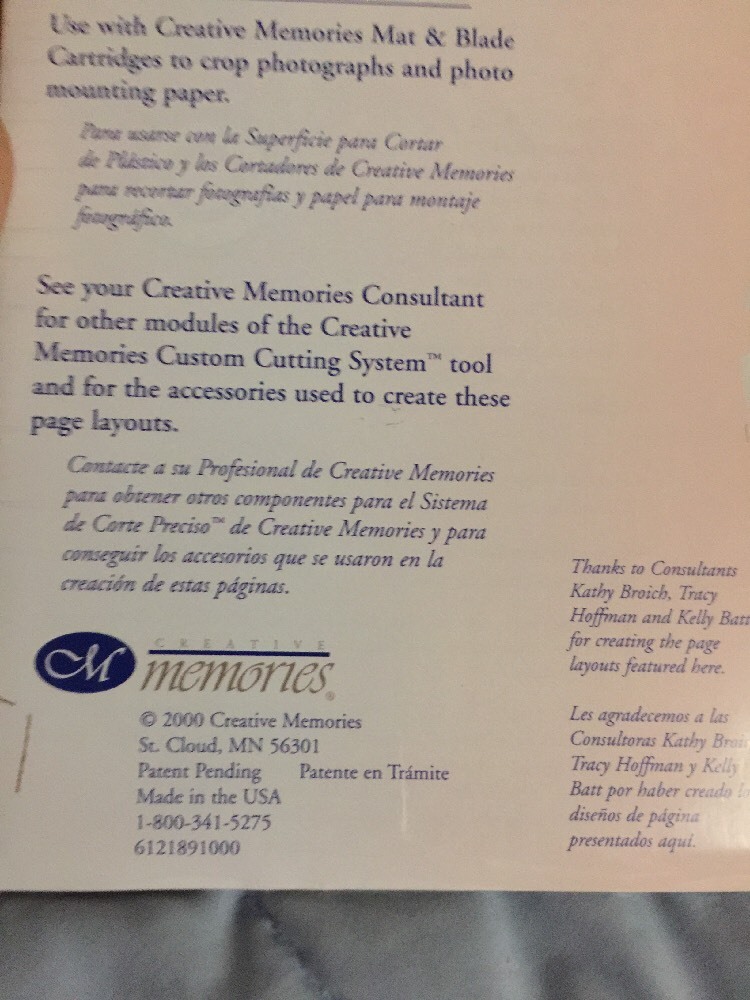 Use with Creative Memories Mat & Blade
Cartridges to crop photographs and photo
mounting paper.
Para usarse con la Superficie para Cortar
de Plástico y los Cortadores de Creative Memories
para recortar fotografías y papel para montaje
fotográfico.
See your Creative Memories Consultant
for other modules of the Creative
Memories Custom Cutting System™ tool
and for the accessories used to create these
page layouts.
Contacte a su Profesional de Creative Memories
para obtener otros componentes para el Sistema
de Corte Preciso™ de Creative Memories y para
conseguir los accesorios que se usaron en la
creación de estas páginas.
CM
CREATIVE
memories®
© 2000 Creative Memories
St. Cloud, MN 56301
Patent Pending Patente en Trámite
Made in the USA
1-800-341-5275
6121891000
Thanks to Consultants
Kathy Broich, Tracy
Hoffman and Kelly Batt
for creating the page
layouts featured here.
Les agradecemos a las
Consultoras Kathy
Tracy Hoffman y Kelly
Batt por haber creado
diseños de página
presentados aquí.